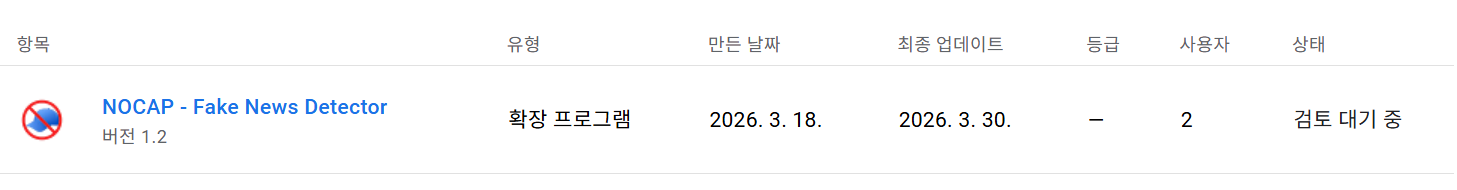 항목 유형 만든 날짜 최종 업데이트 등급 사용자 상태
NOCAP - Fake News Detector 확장 프로그램 2026. 3. 18. 2026. 3. 30. — 2 검토 대기 중
버전 1.2